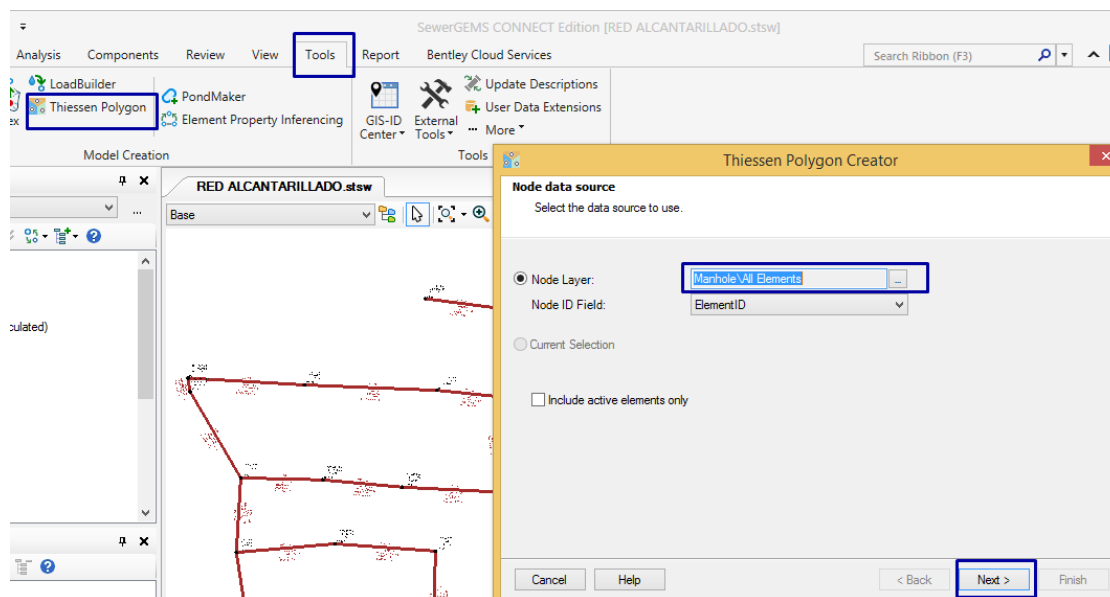 SewerGEMS CONNECT Edition [RED ALCANTARILLADO.stsw]
Analysis Components Review View Tools Report Bentley Cloud Services Search Ribbon (F3)
LoadBuilder
Thiessen Polygon
PondMaker
Element Property Inferencing
GIS-ID Center
External Tools
Update Descriptions
User Data Extensions
More
Model Creation
Tools
RED ALCANTARILLADO.stsw
Base
Thiessen Polygon Creator
Node data source
Select the data source to use.
Node Layer: Manhole\All Elements ...
Node ID Field: ElementID
Current Selection
Include active elements only
Cancel Help < Back Next > Finish